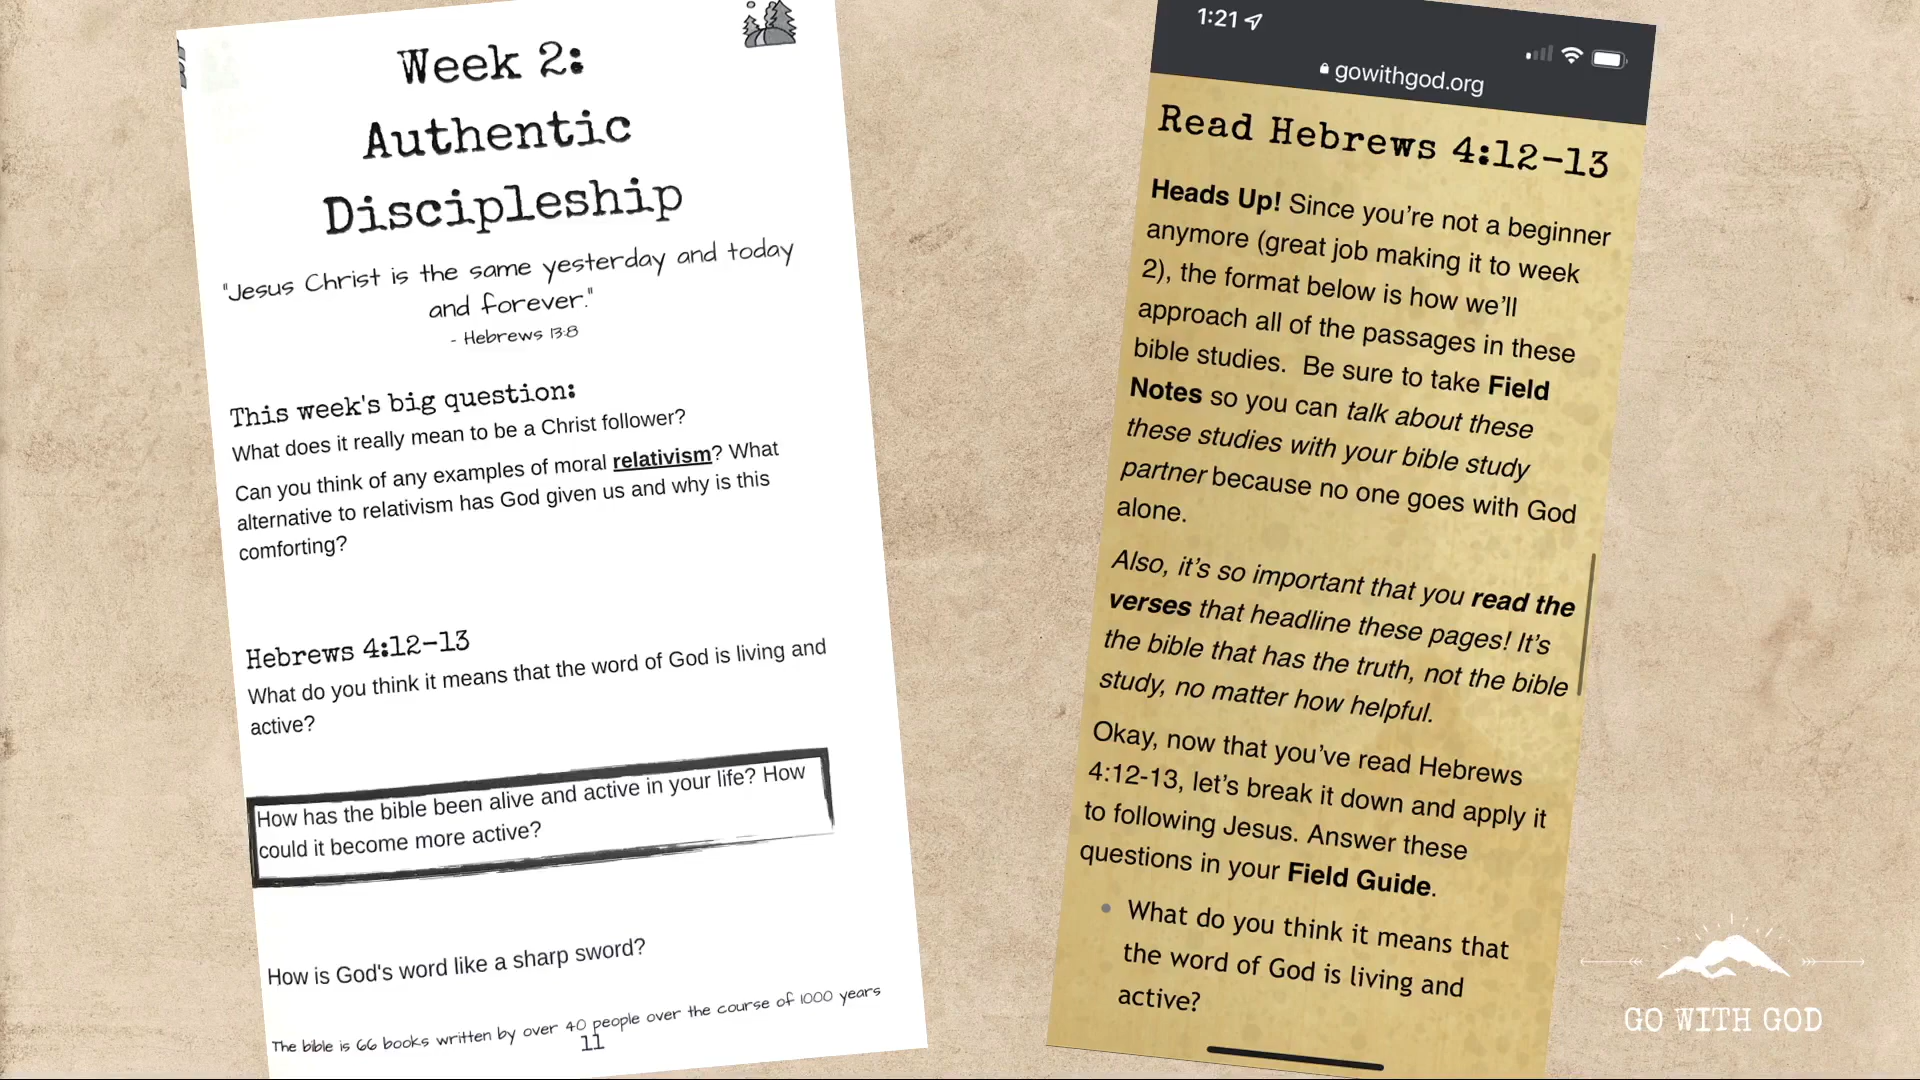 Week 2:
Authentic
Discipleship
"Jesus Christ is the same yesterday and today
and forever."
- Hebrews 13:8
This week's big question:
What does it really mean to be a Christ follower?
Can you think of any examples of moral relativism? What
alternative to relativism has God given us and why is this
comforting?
Hebrews 4:12-13
What do you think it means that the word of God is living and
active?
How has the bible been alive and active in your life? How
could it become more active?
How is God's word like a sharp sword?
The bible is 66 books written by over 40 people over the course of 1000 years
11
1:21
gowithgod.org
Read Hebrews 4:12-13
Heads Up! Since you're not a beginner
anymore (great job making it to week
2), the format below is how we'll
approach all of the passages in these
bible studies. Be sure to take Field
Notes so you can talk about these
these studies with your bible study
partner because no one goes with God
alone.
Also, it's so important that you read the
verses that headline these pages! It's
the bible that has the truth, not the bible
study, no matter how helpful.
Okay, now that you've read Hebrews
4:12-13, let's break it down and apply it
to following Jesus. Answer these
questions in your Field Guide.
• What do you think it means that
the word of God is living and
active?
GO WITH GOD